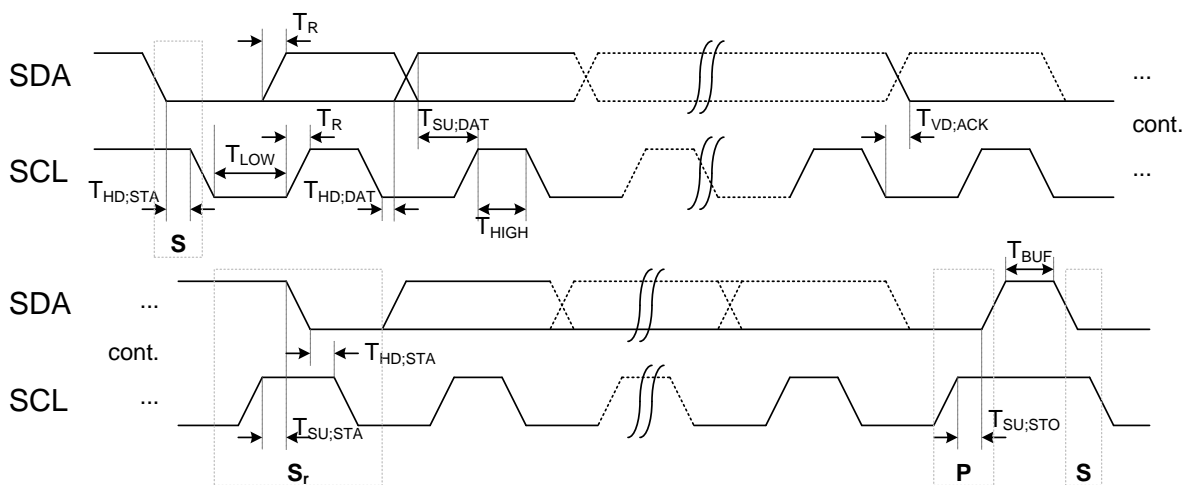 T_R
SDA
T_SU;DAT
T_VD;ACK
...
cont.
T_R
T_LOW
SCL
...
T_HD;STA
T_HD;DAT
T_HIGH
S
T_BUF
SDA
...
cont.
T_HD;STA
SCL
...
T_SU;STA
T_SU;STO
S_r
P
S